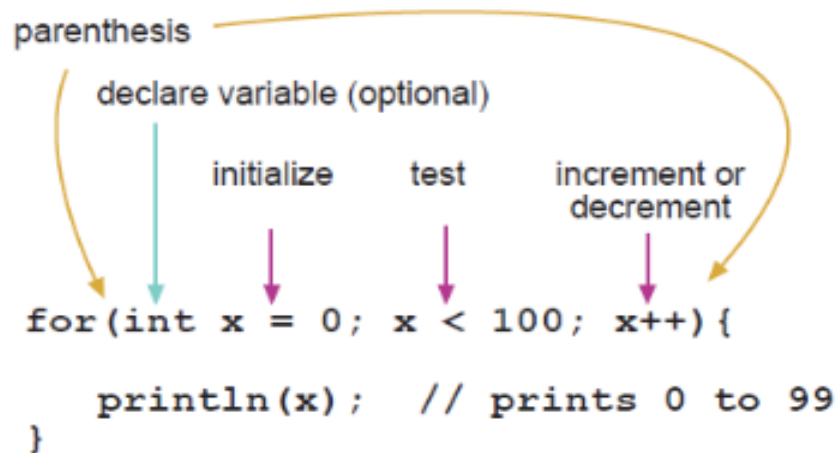 parenthesis
declare variable (optional)
initialize test increment or
decrement
for(int x = 0; x < 100; x++){
println(x); // prints 0 to 99
}